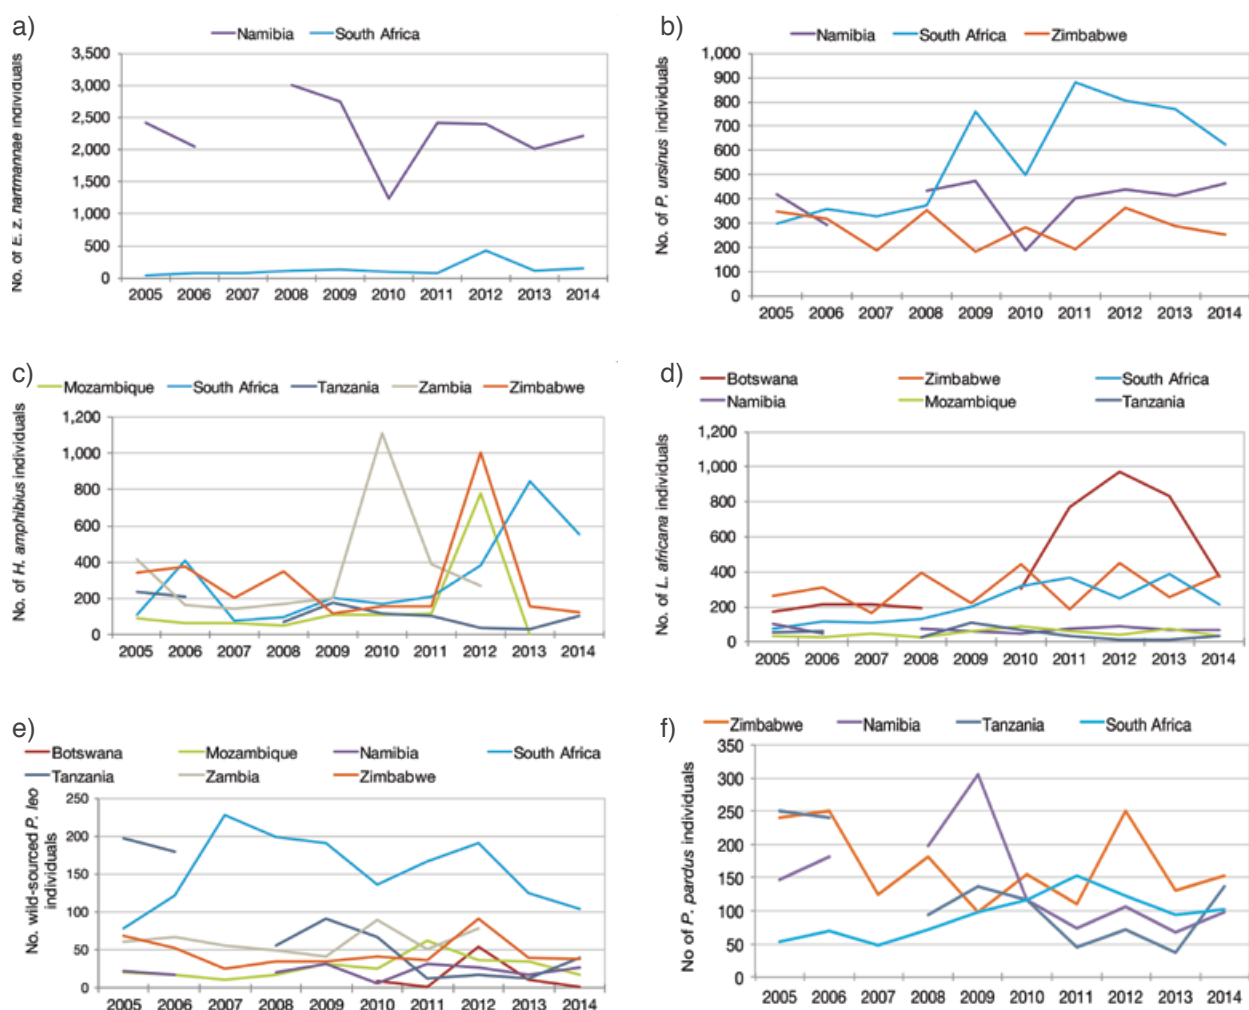 a)
Namibia South Africa
No. of E. z. hartmannae individuals
3,500
3,000
2,500
2,000
1,500
1,000
500
0
2005 2006 2007 2008 2009 2010 2011 2012 2013 2014
b)
Namibia South Africa Zimbabwe
No. of P. ursinus individuals
1,000
900
800
700
600
500
400
300
200
100
0
2005 2006 2007 2008 2009 2010 2011 2012 2013 2014
c)
Mozambique South Africa Tanzania Zambia Zimbabwe
No. of H. amphibius individuals
1,200
1,000
800
600
400
200
0
2005 2006 2007 2008 2009 2010 2011 2012 2013 2014
d)
Botswana Zimbabwe South Africa
Namibia Mozambique Tanzania
No. of L. africana individuals
1,200
1,000
800
600
400
200
0
2005 2006 2007 2008 2009 2010 2011 2012 2013 2014
e)
Botswana Mozambique Namibia South Africa
Tanzania Zambia Zimbabwe
No. wild-sourced P. leo
individuals
250
200
150
100
50
0
2005 2006 2007 2008 2009 2010 2011 2012 2013 2014
f)
Zimbabwe Namibia Tanzania South Africa
No of P. pardus individuals
350
300
250
200
150
100
50
0
2005 2006 2007 2008 2009 2010 2011 2012 2013 2014